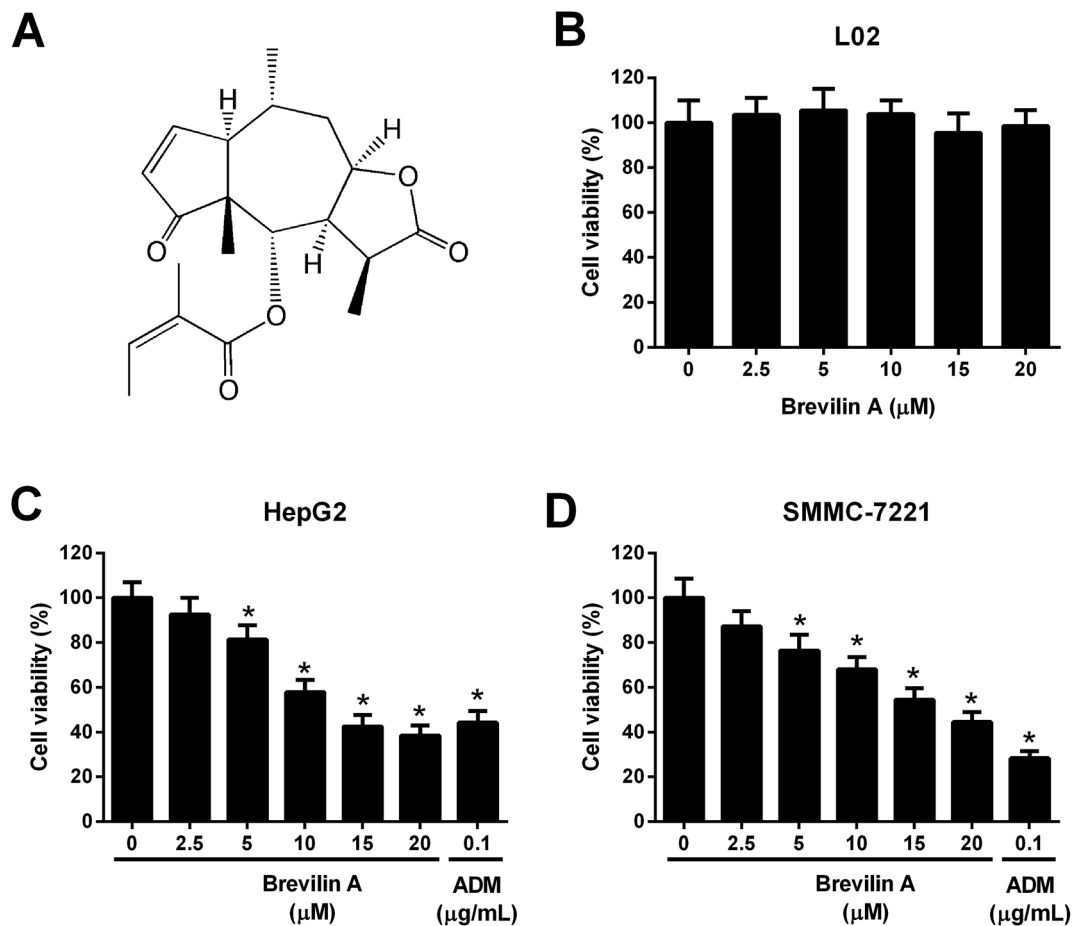 A
H
H
O
O
H
O
O
O
B
L02
Cell viability (%)
120
100
80
60
40
20
0
0 2.5 5 10 15 20
Brevilin A (μM)
C
HepG2
Cell viability (%)
120
100
80
60
40
20
0
* * * * *
0 2.5 5 10 15 20 0.1
Brevilin A
(μM)
ADM
(μg/mL)
D
SMMC-7221
Cell viability (%)
120
100
80
60
40
20
0
* * * * *
0 2.5 5 10 15 20 0.1
Brevilin A
(μM)
ADM
(μg/mL)